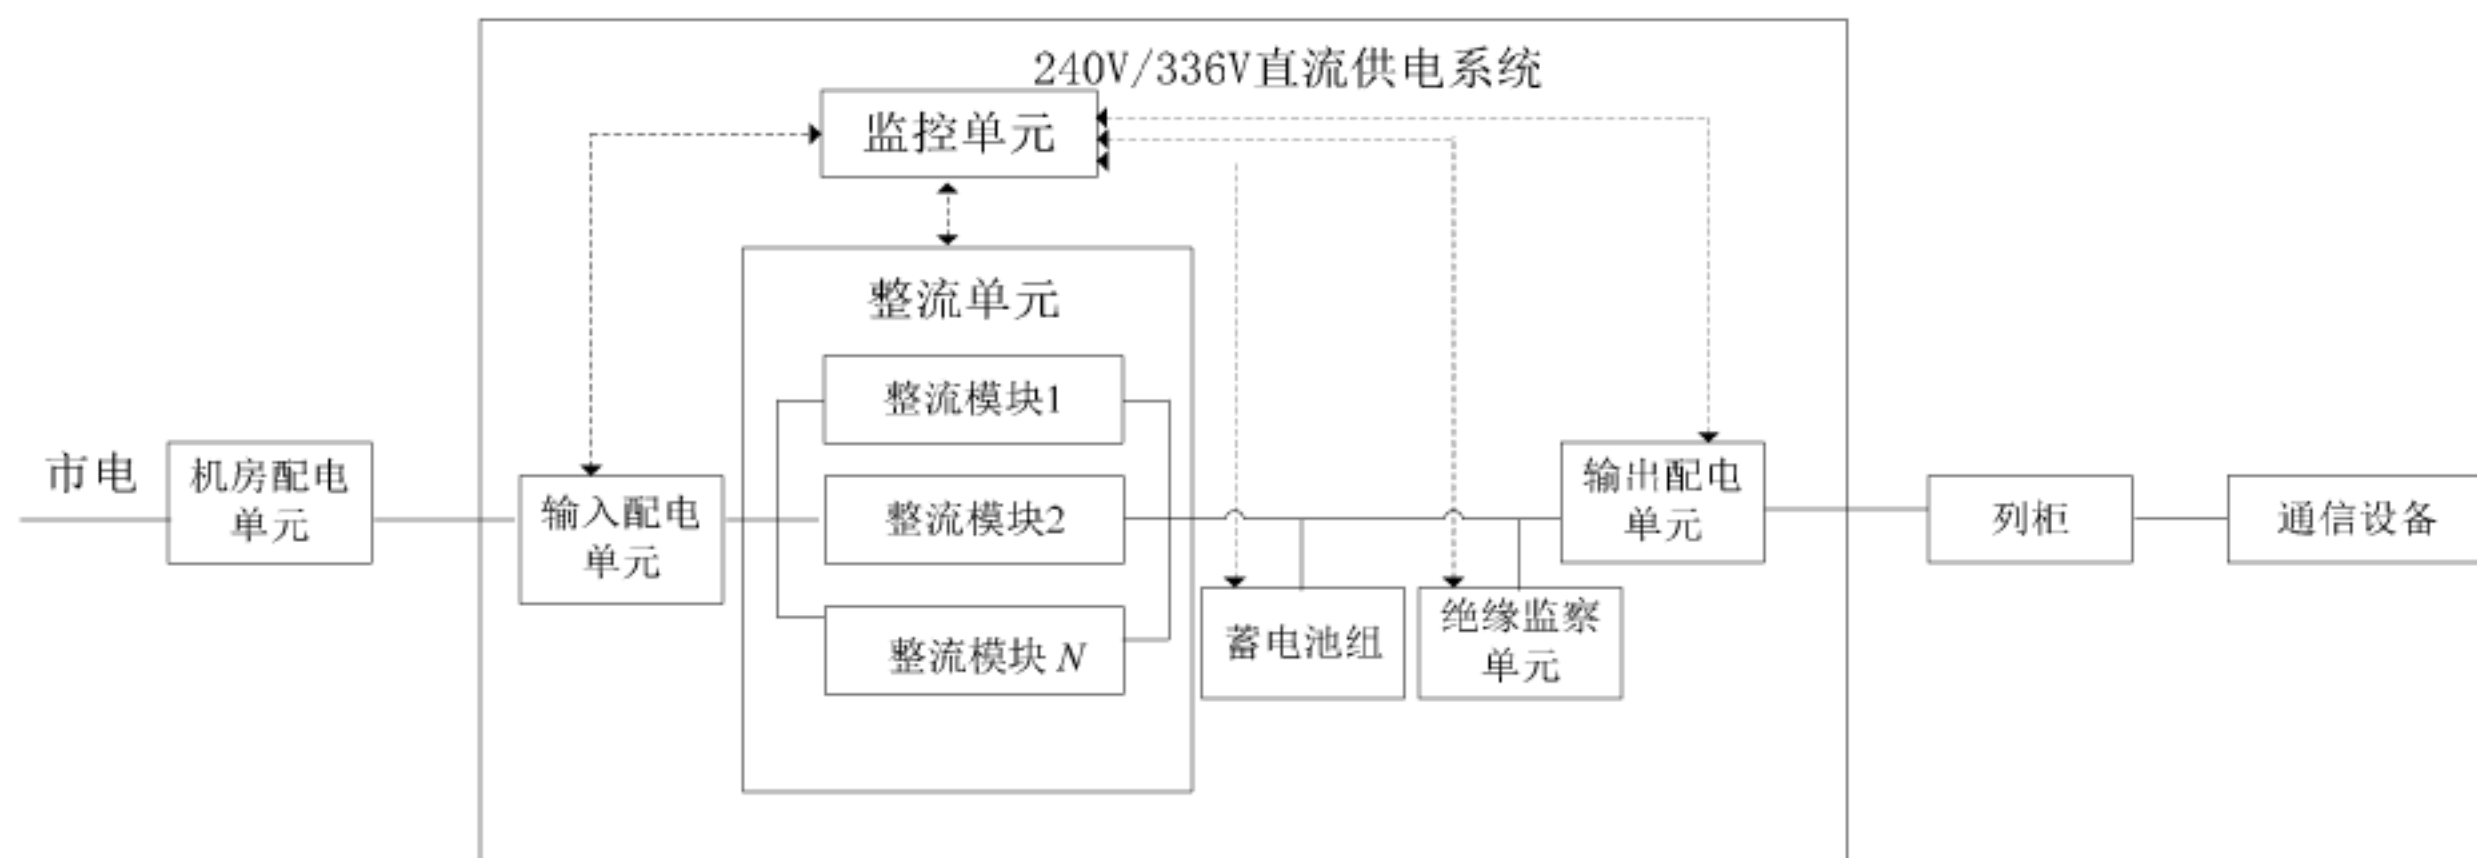 240V/336V直流供电系统
监控单元
整流单元
整流模块1
市电
机房配电
单元
输入配电
单元
整流模块2
输出配电
单元
列柜
通信设备
整流模块 N
蓄电池组
绝缘监察
单元